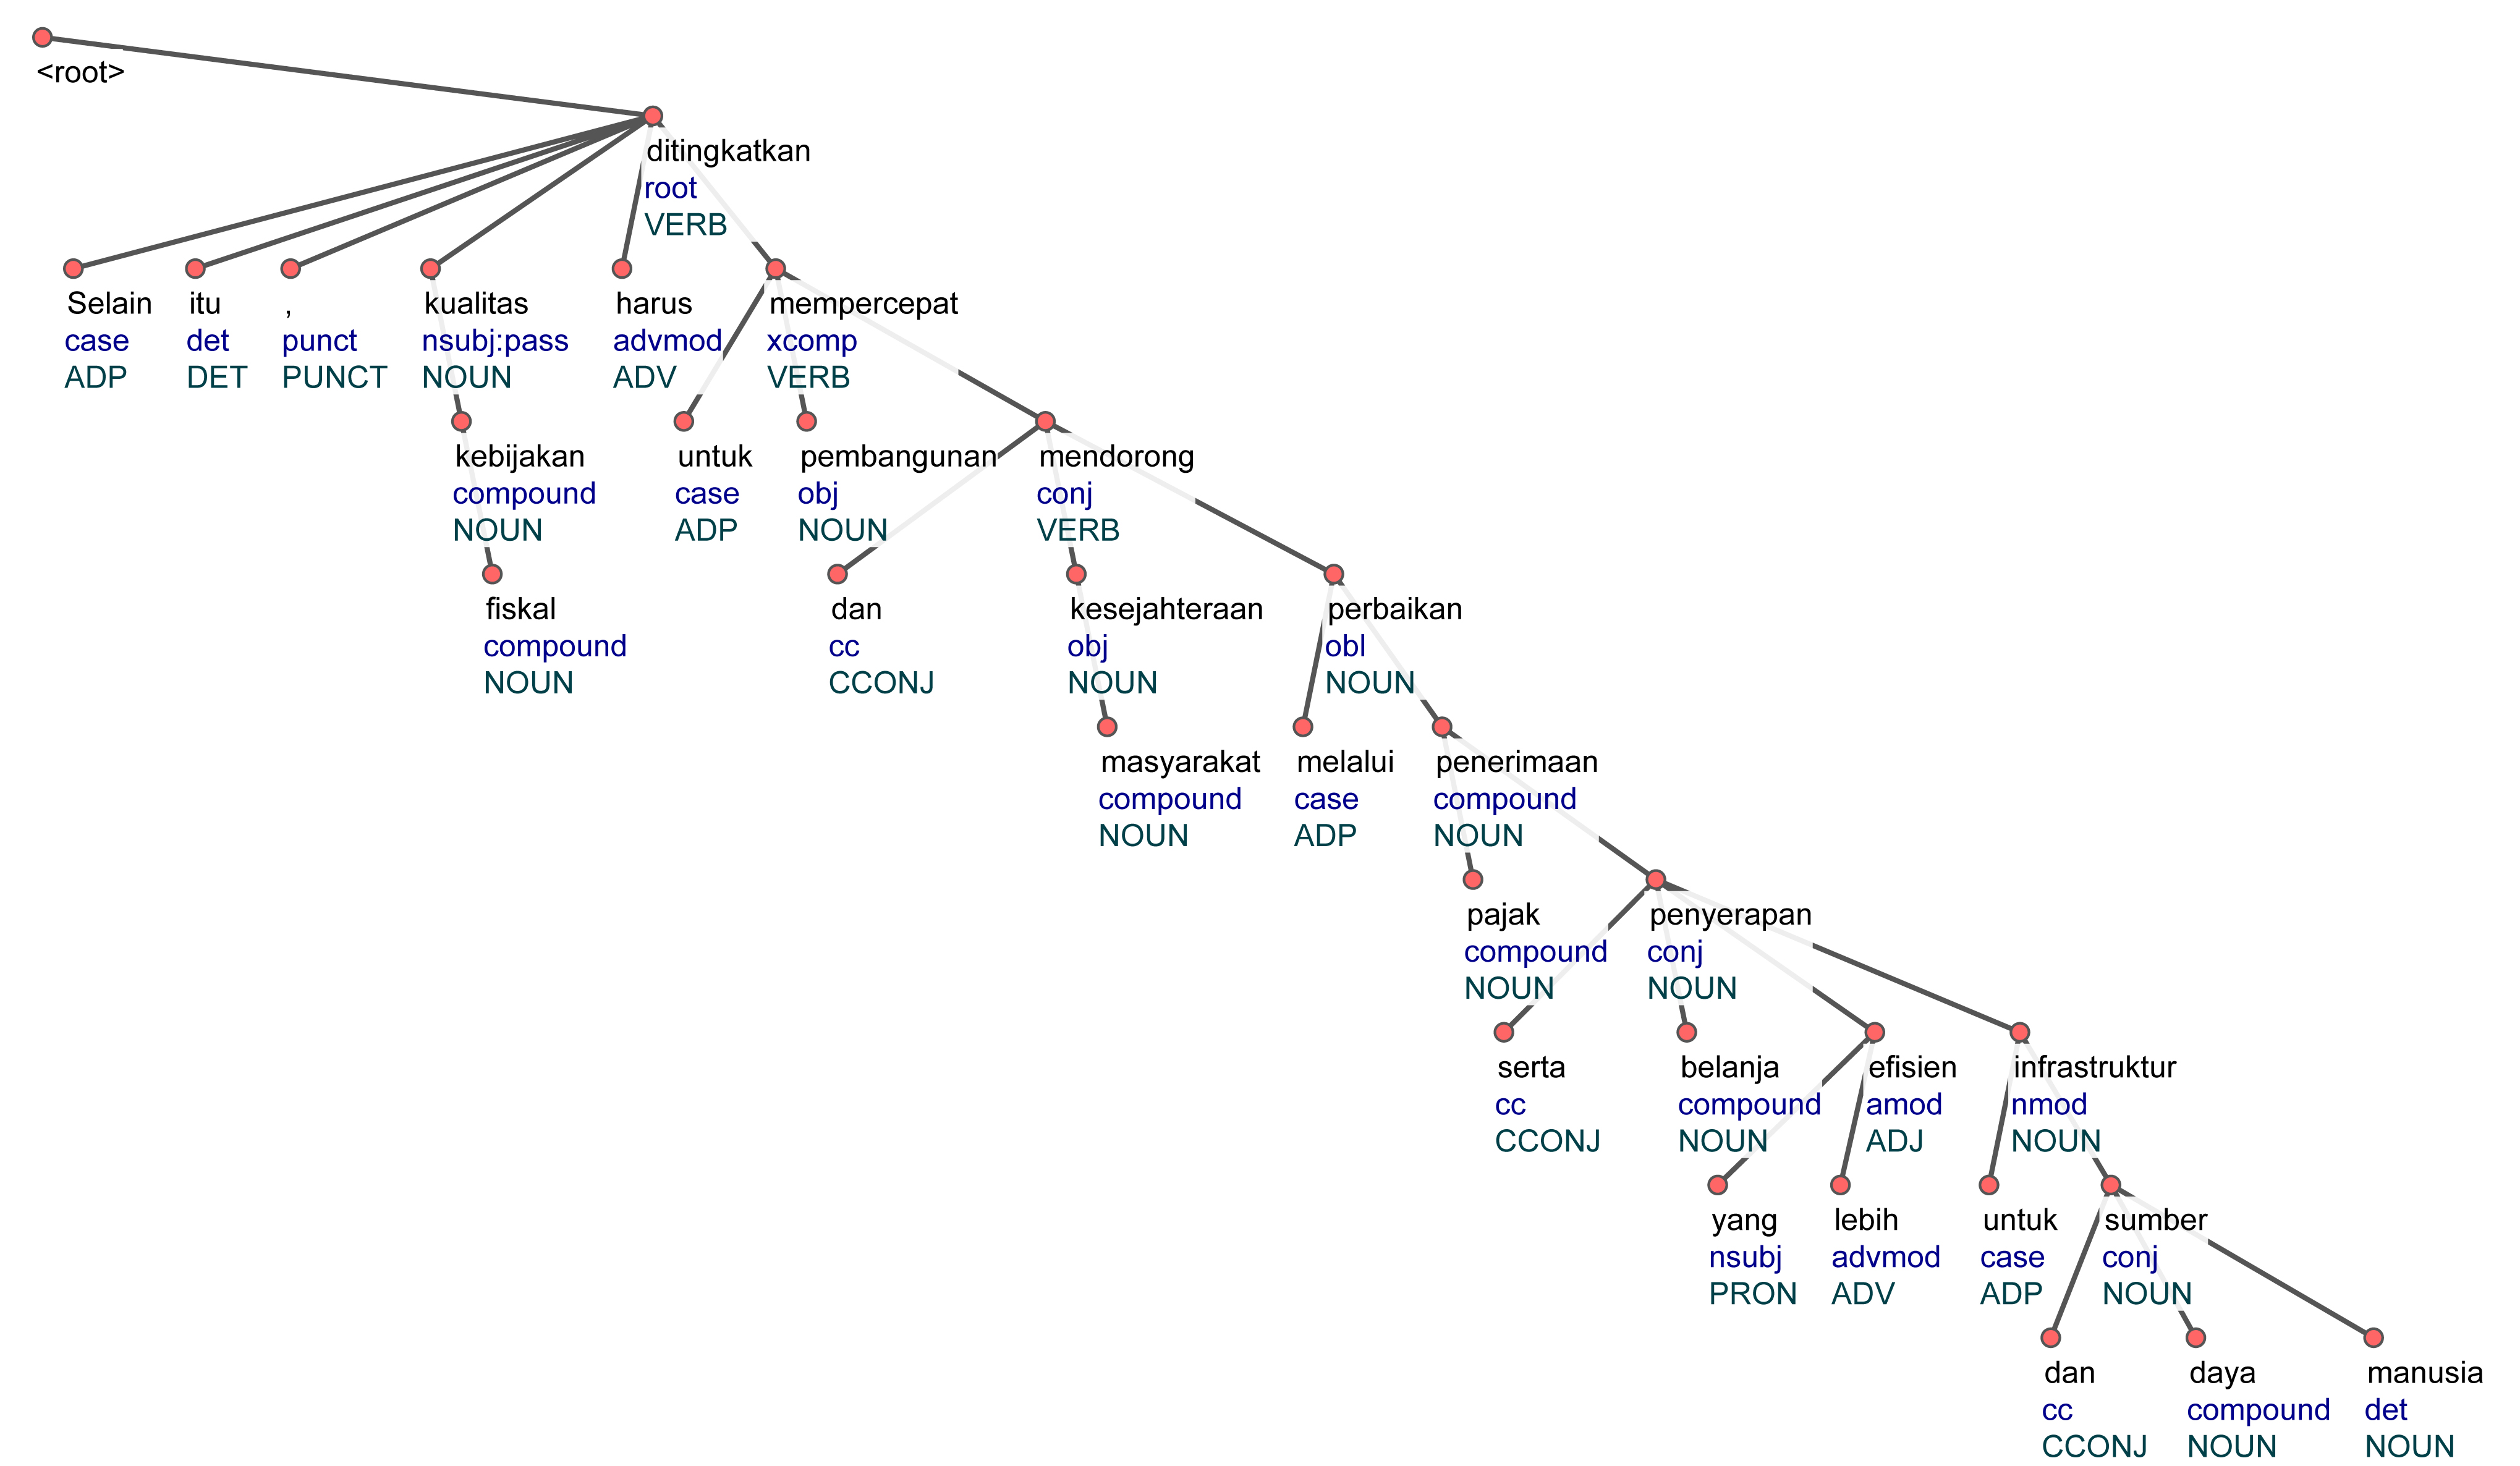 <root>
ditingkatkan
root
VERB
Selain itu , kualitas harus mempercepat
case det punct nsubj:pass advmod xcomp
ADP DET PUNCT NOUN ADV VERB
kebijakan untuk pembangunan mendorong
compound case obj conj
NOUN ADP NOUN VERB
fiskal dan kesejahteraan perbaikan
compound cc obj obl
NOUN CCONJ NOUN NOUN
masyarakat melalui penerimaan
compound case compound
NOUN ADP NOUN
pajak penyerapan
compound conj
NOUN NOUN
serta belanja efisien infrastruktur
cc compound amod nmod
CCONJ NOUN ADJ NOUN
yang lebih untuk sumber
nsubj advmod case conj
PRON ADV ADP NOUN
dan daya manusia
cc compound det
CCONJ NOUN NOUN